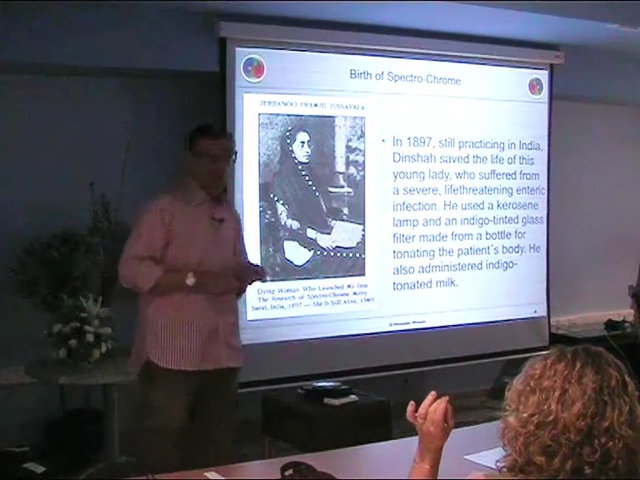 Birth of Spectro-Chrome
JERBANOO FRAMJI TUSSAVALA
• In 1897, still practicing in India,
Dinshah saved the life of this
young lady, who suffered from
a severe, lifethreatening enteric
infection. He used a kerosene
lamp and an indigo-tinted glass
filter made from a bottle for
tonating the patient´s body. He
also administered indigo-
tonated milk.
Dying Woman Who Launched Me Into
The Research of Spectro-Chrome Metry
India, 1897 — She Is Still Alive,